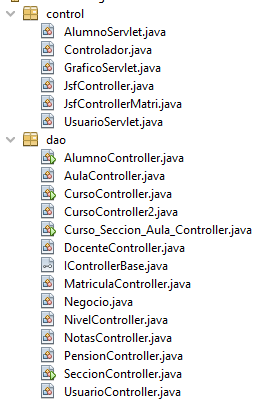 control
AlumnoServlet.java
Controlador.java
GraficoServlet.java
JsfController.java
JsfControllerMatri.java
UsuarioServlet.java
dao
AlumnoController.java
AulaController.java
CursoController.java
CursoController2.java
Curso_Seccion_Aula_Controller.java
DocenteController.java
IControllerBase.java
MatriculaController.java
Negocio.java
NivelController.java
NotasController.java
PensionController.java
SeccionController.java
UsuarioController.java